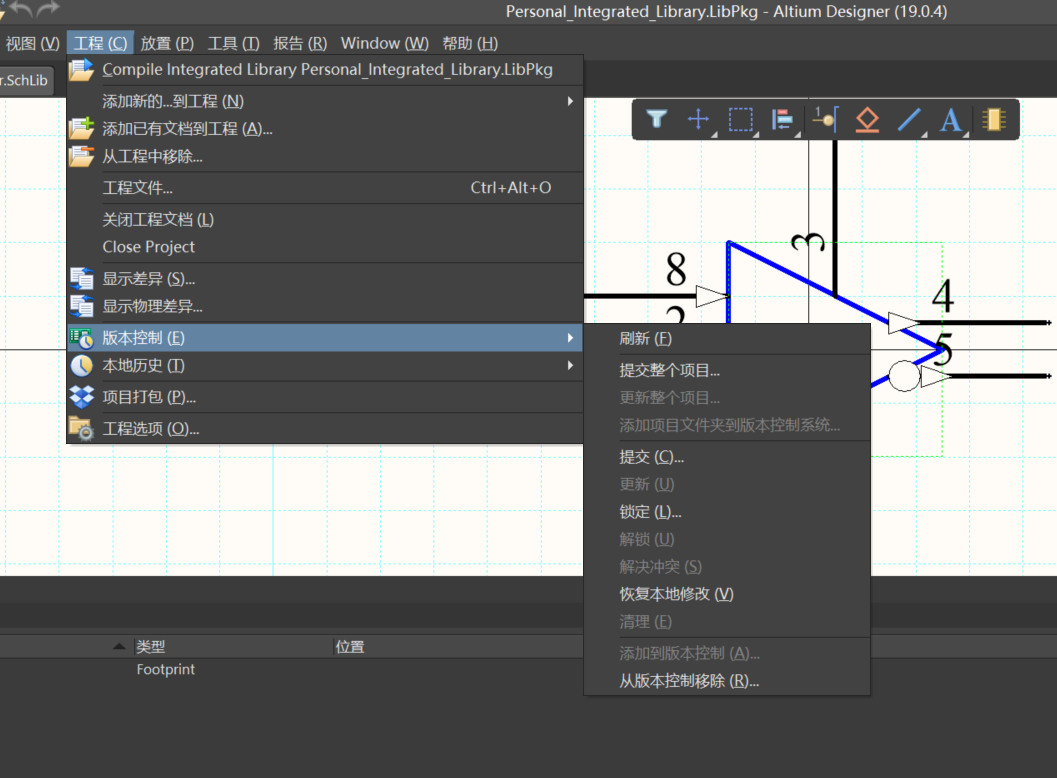 Personal_Integrated_Library.LibPkg - Altium Designer (19.0.4)
视图 (V) 工程 (C) 放置 (P) 工具 (T) 报告 (R) Window (W) 帮助 (H)
r.SchLib
Compile Integrated Library Personal_Integrated_Library.LibPkg
添加新的...到工程 (N)
添加已有文档到工程 (A)...
从工程中移除...
工程文件... Ctrl+Alt+O
关闭工程文档 (L)
Close Project
显示差异 (S)...
显示物理差异...
版本控制 (E)
本地历史 (T)
项目打包 (P)...
工程选项 (O)...
刷新 (F)
提交整个项目...
更新整个项目...
添加项目文件夹到版本控制系统...
提交 (C)...
更新 (U)
锁定 (L)...
解锁 (U)
解决冲突 (S)
恢复本地修改 (V)
清理 (E)
添加到版本控制 (A)...
从版本控制移除 (R)...
1
A
3
8
2
4
5
类型 位置
Footprint